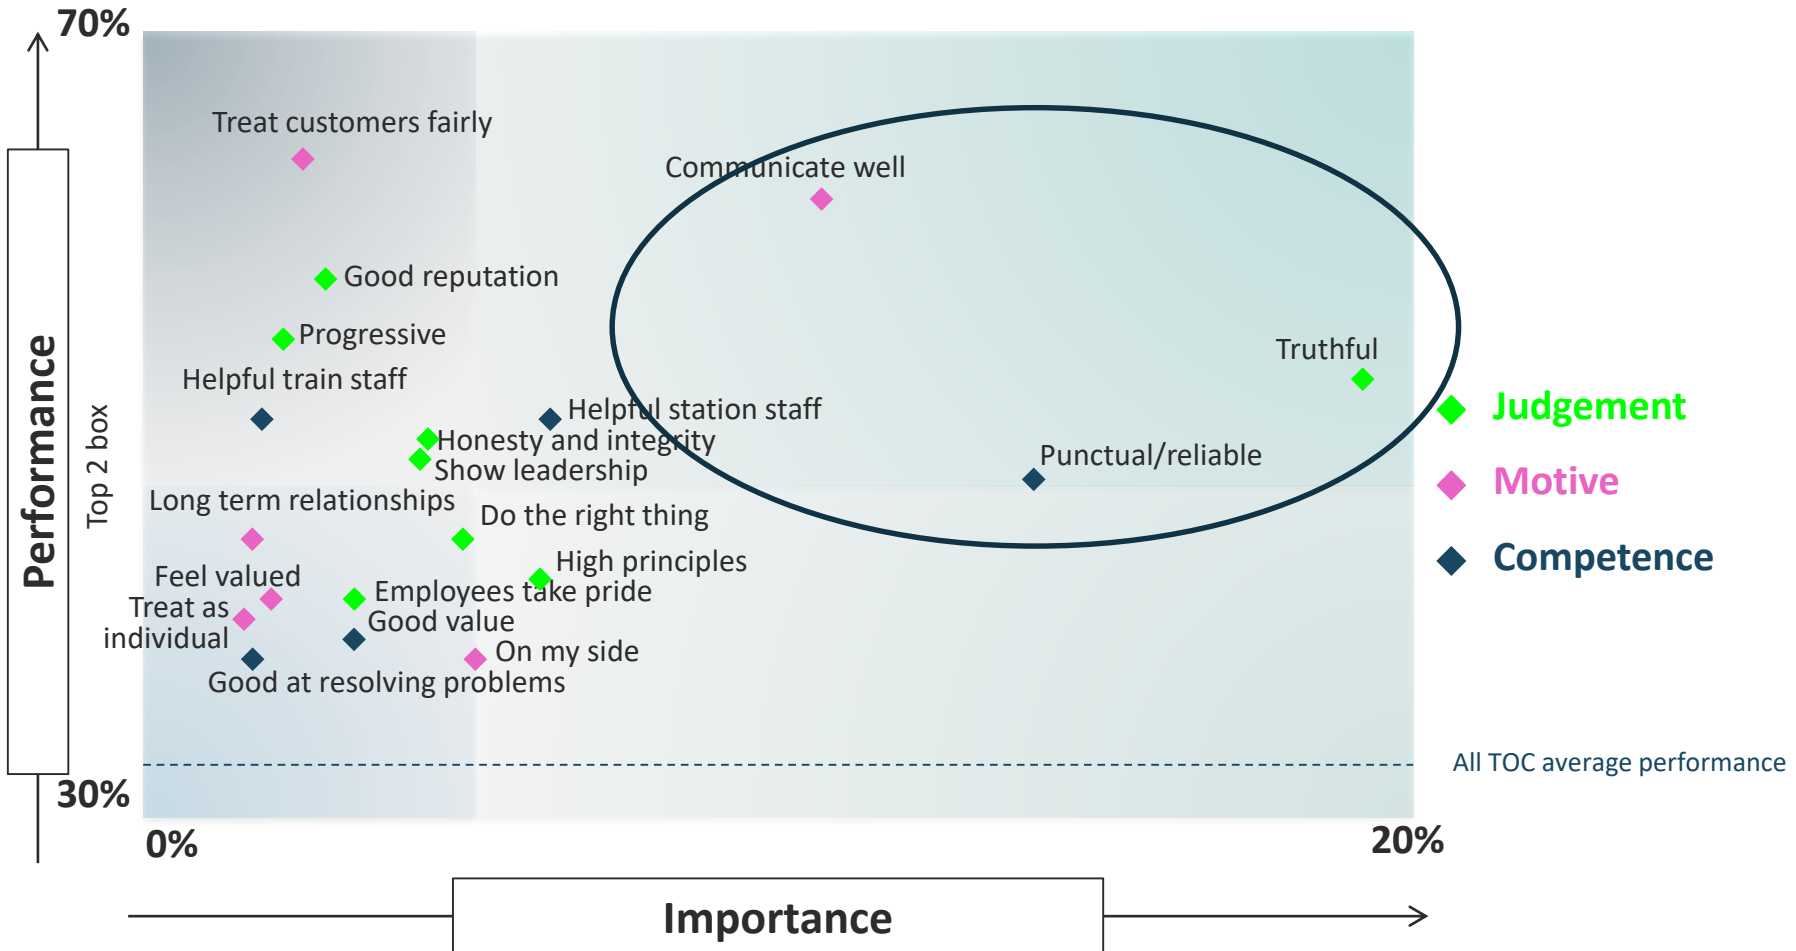 70%
Treat customers fairly
Communicate well
Good reputation
Progressive
Truthful
Helpful train staff
Helpful station staff
Honesty and integrity
Show leadership
Punctual/reliable
Long term relationships
Do the right thing
High principles
Feel valued
Employees take pride
Treat as
individual
Good value
On my side
Good at resolving problems
Performance
Top 2 box
Judgement
Motive
Competence
All TOC average performance
30%
0%
20%
Importance